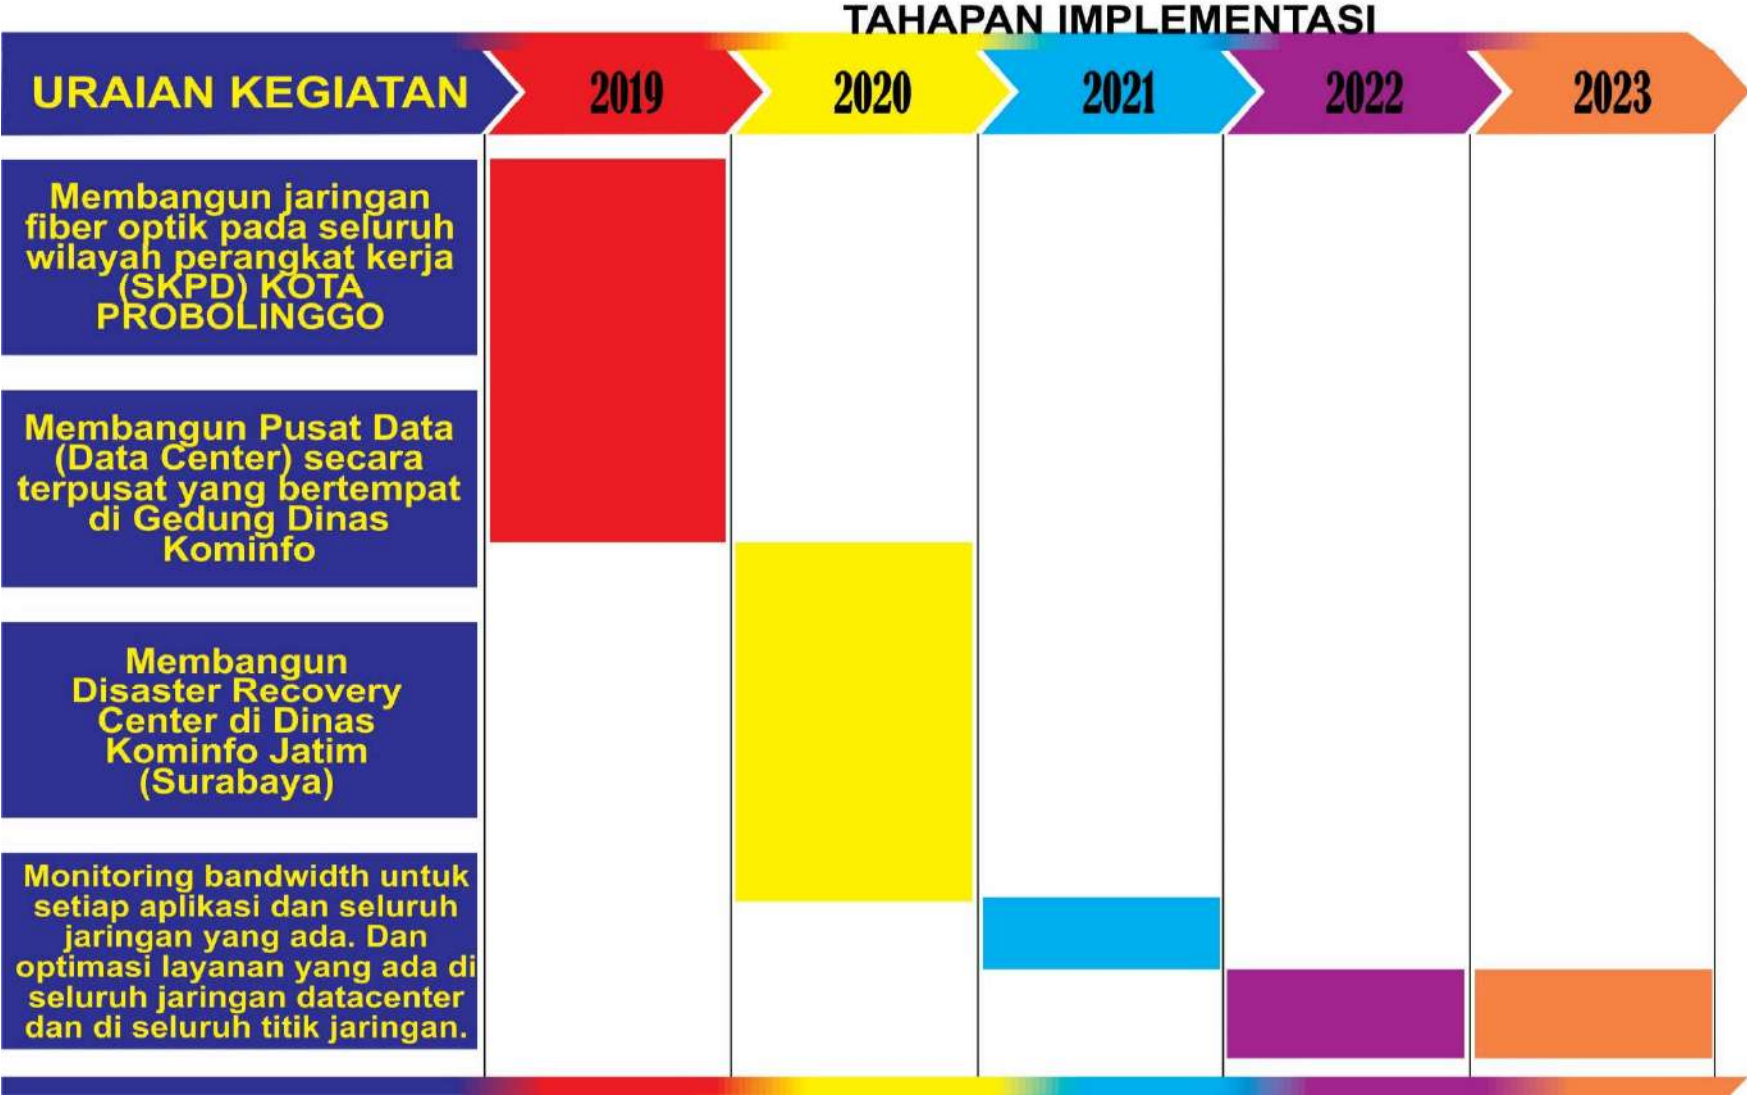 TAHAPAN IMPLEMENTASI
URAIAN KEGIATAN
2019
2020
2021
2022
2023
Membangun jaringan
fiber optik pada seluruh
wilayah perangkat kerja
(SKPD) KOTA
PROBOLINGGO
Membangun Pusat Data
(Data Center) secara
terpusat yang bertempat
di Gedung Dinas
Kominfo
Membangun
Disaster Recovery
Center di Dinas
Kominfo Jatim
(Surabaya)
Monitoring bandwidth untuk
setiap aplikasi dan seluruh
jaringan yang ada. Dan
optimasi layanan yang ada di
seluruh jaringan datacenter
dan di seluruh titik jaringan.